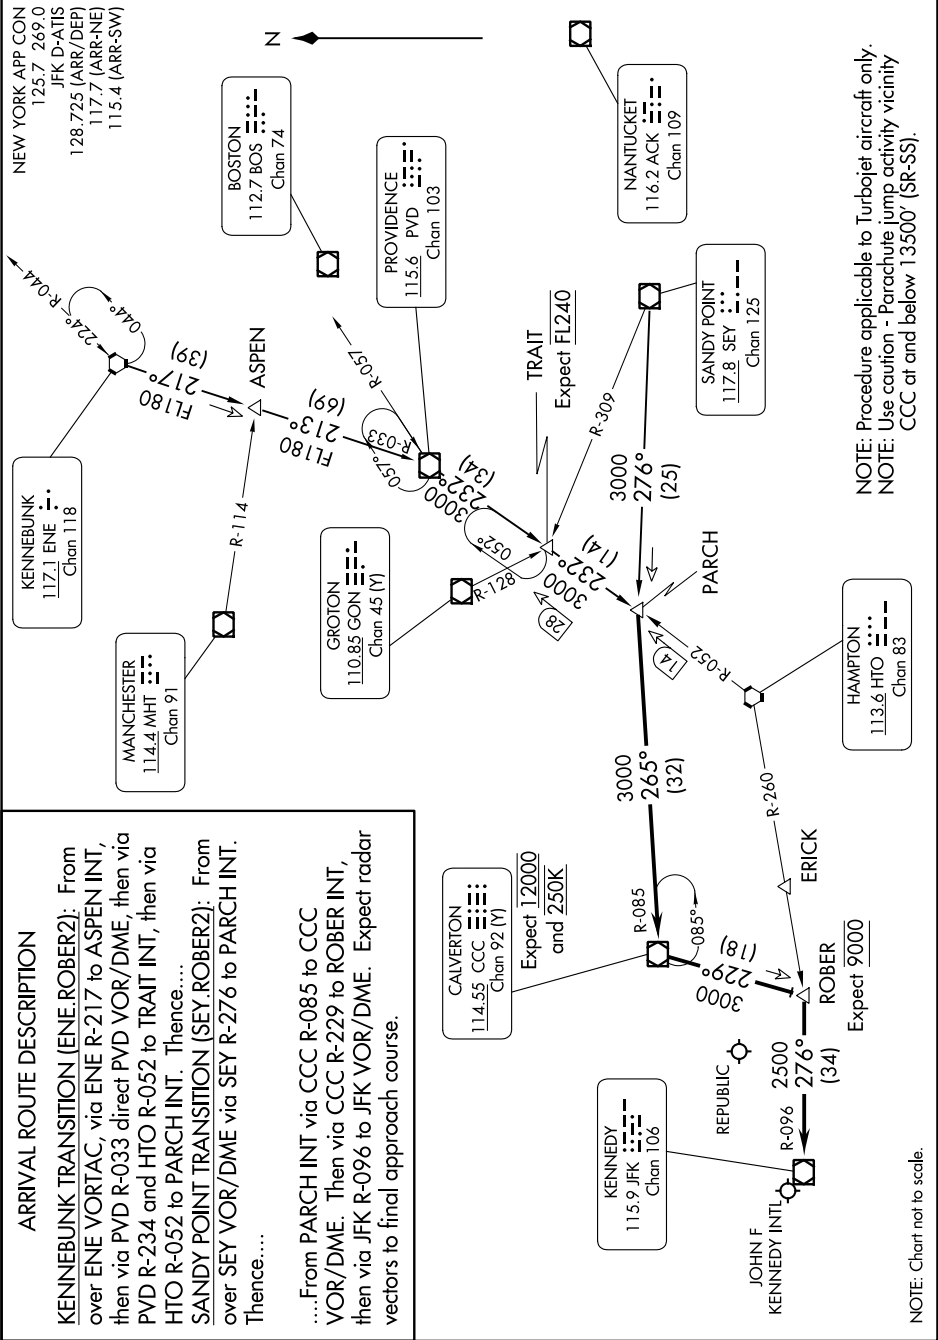 ARRIVAL ROUTE DESCRIPTION
KENNEBUNK TRANSITION (ENE.ROBER2): From
over ENE VORTAC, via ENE R-217 to ASPEN INT,
then via PVD R-033 direct PVD VOR/DME, then via
PVD R-234 and HTO R-052 to TRAIT INT, then via
HTO R-052 to PARCH INT. Thence....
SANDY POINT TRANSITION (SEY.ROBER2): From
over SEY VOR/DME via SEY R-276 to PARCH INT.
Thence....
....From PARCH INT via CCC R-085 to CCC
VOR/DME. Then via CCC R-229 to ROBER INT,
then via JFK R-096 to JFK VOR/DME. Expect radar
vectors to final approach course.
NEW YORK APP CON
125.7 269.0
JFK D-ATIS
128.725 (ARR/DEP)
117.7 (ARR-NE)
115.4 (ARR-SW)
N
KENNEBUNK
117.1 ENE
Chan 118
224°
R-044
044°
FL180
217°
(39)
ASPEN
MANCHESTER
114.4 MHT
Chan 91
R-114
BOSTON
112.7 BOS
Chan 74
FL180
213°
(69)
R-033
R-057
057°
PROVIDENCE
115.6 PVD
Chan 103
3000
232°
(34)
GROTON
110.85 GON
Chan 45 (Y)
R-128
052°
TRAIT
Expect FL240
R-309
NANTUCKET
116.2 ACK
Chan 109
SANDY POINT
117.8 SEY
Chan 125
28
3000
232°
(14)
3000
276°
(25)
PARCH
14
R-052
HAMPTON
113.6 HTO
Chan 83
3000
265°
(32)
R-085
085°
CALVERTON
114.55 CCC
Chan 92 (Y)
Expect 12000
and 250K
R-260
ERICK
3000
229°
(18)
ROBER
Expect 9000
REPUBLIC
2500
276°
(34)
R-096
KENNEDY
115.9 JFK
Chan 106
JOHN F
KENNEDY INTL
NOTE: Procedure applicable to Turbojet aircraft only.
NOTE: Use caution - Parachute jump activity vicinity
CCC at and below 13500' (SR-SS).
NOTE: Chart not to scale.